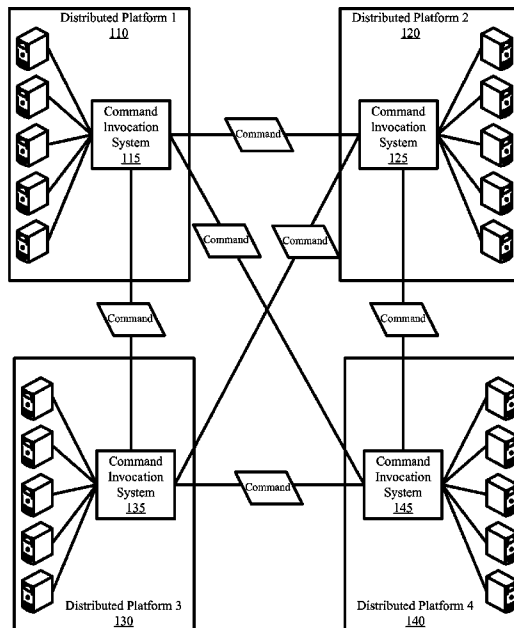 Distributed Platform 1
110
Distributed Platform 2
120
Command
Invocation
System
115
Command
Command
Invocation
System
125
Command
Command
Command
Command
Command
Invocation
System
135
Command
Command
Invocation
System
145
Distributed Platform 3
130
Distributed Platform 4
140